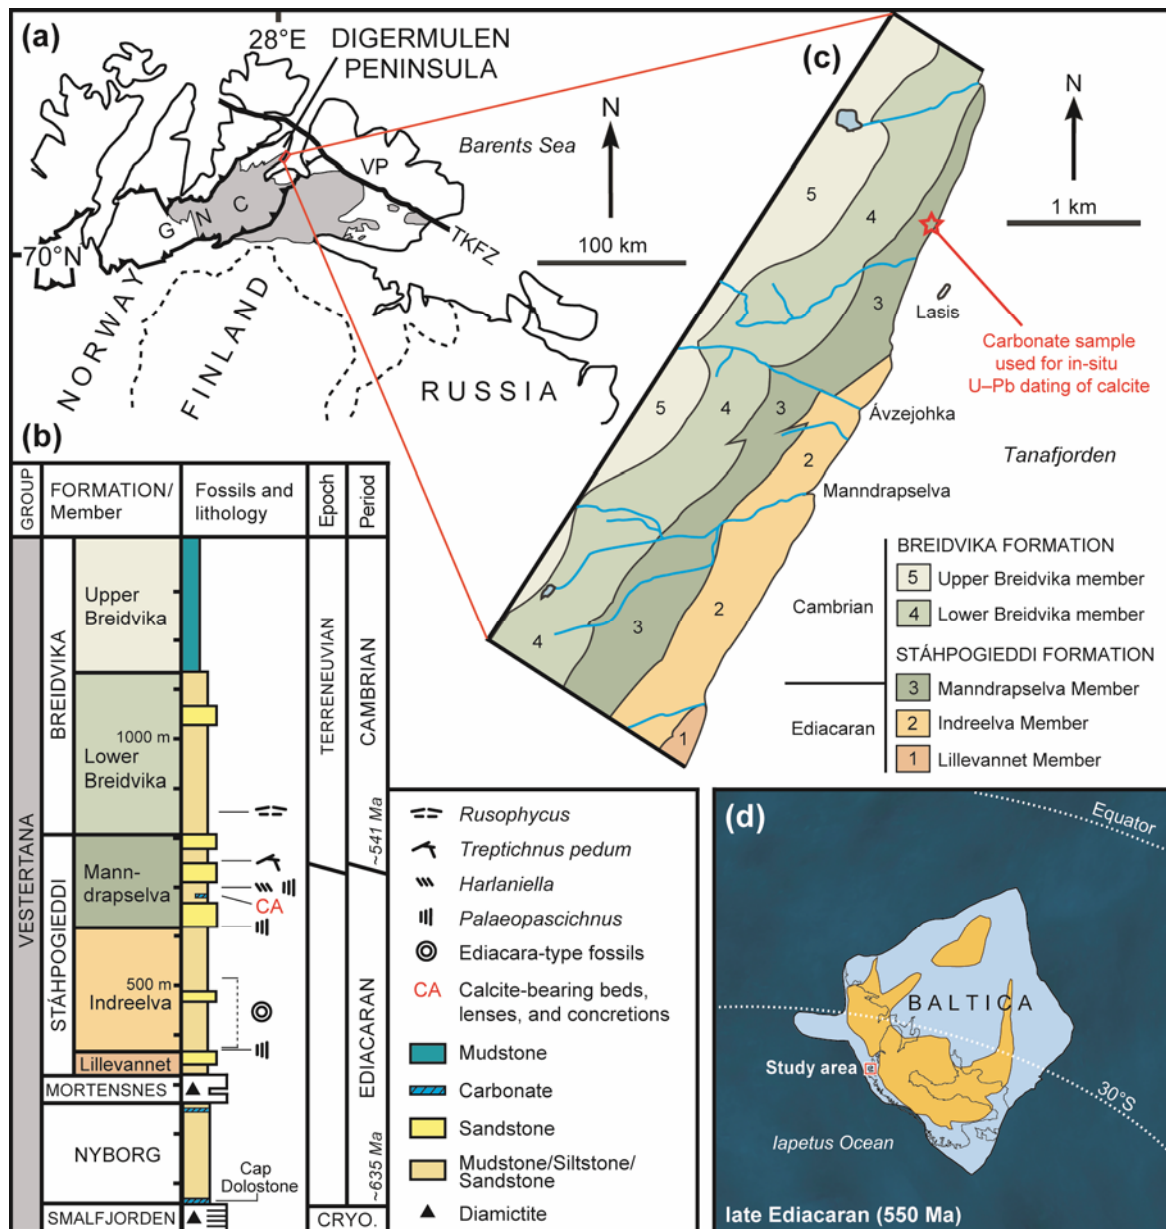 (a)
28°E
DIGERMULEN
PENINSULA
N
Barents Sea
VP
G
N
C
TKFZ
70°N
100 km
NORWAY
FINLAND
RUSSIA
(c)
N
1 km
5
4
3
Lasis
Carbonate sample
used for in-situ
U–Pb dating of calcite
5
4
3
2
Ávzejohka
Tanafjorden
Manndrapselva
4
3
2
1
BREIDVIKA FORMATION
5 Upper Breidvika member
Cambrian
4 Lower Breidvika member
STÁHPOGIEDDI FORMATION
3 Manndrapselva Member
Ediacaran
2 Indreelva Member
1 Lillevannet Member
(b)
GROUP
FORMATION/
Member
Fossils and
lithology
Epoch
Period
VESTERTANA
BREIDVIKA
Upper
Breidvika
1000 m
Lower
Breidvika
STÁHPOGIEDDI
Mann-
drapselva
CA
500 m
Indreelva
Lillevannet
MORTENSNES
NYBORG
Cap
Dolostone
SMALFJORDEN
TERRENEUVIAN
CAMBRIAN
~541 Ma
EDIACARAN
~635 Ma
CRYO.
Rusophycus
Treptichnus pedum
Harlaniella
Palaeopascichnus
Ediacara-type fossils
CA Calcite-bearing beds,
lenses, and concretions
Mudstone
Carbonate
Sandstone
Mudstone/Siltstone/
Sandstone
Diamictite
(d)
Equator
BALTICA
Study area
30°S
Iapetus Ocean
late Ediacaran (550 Ma)